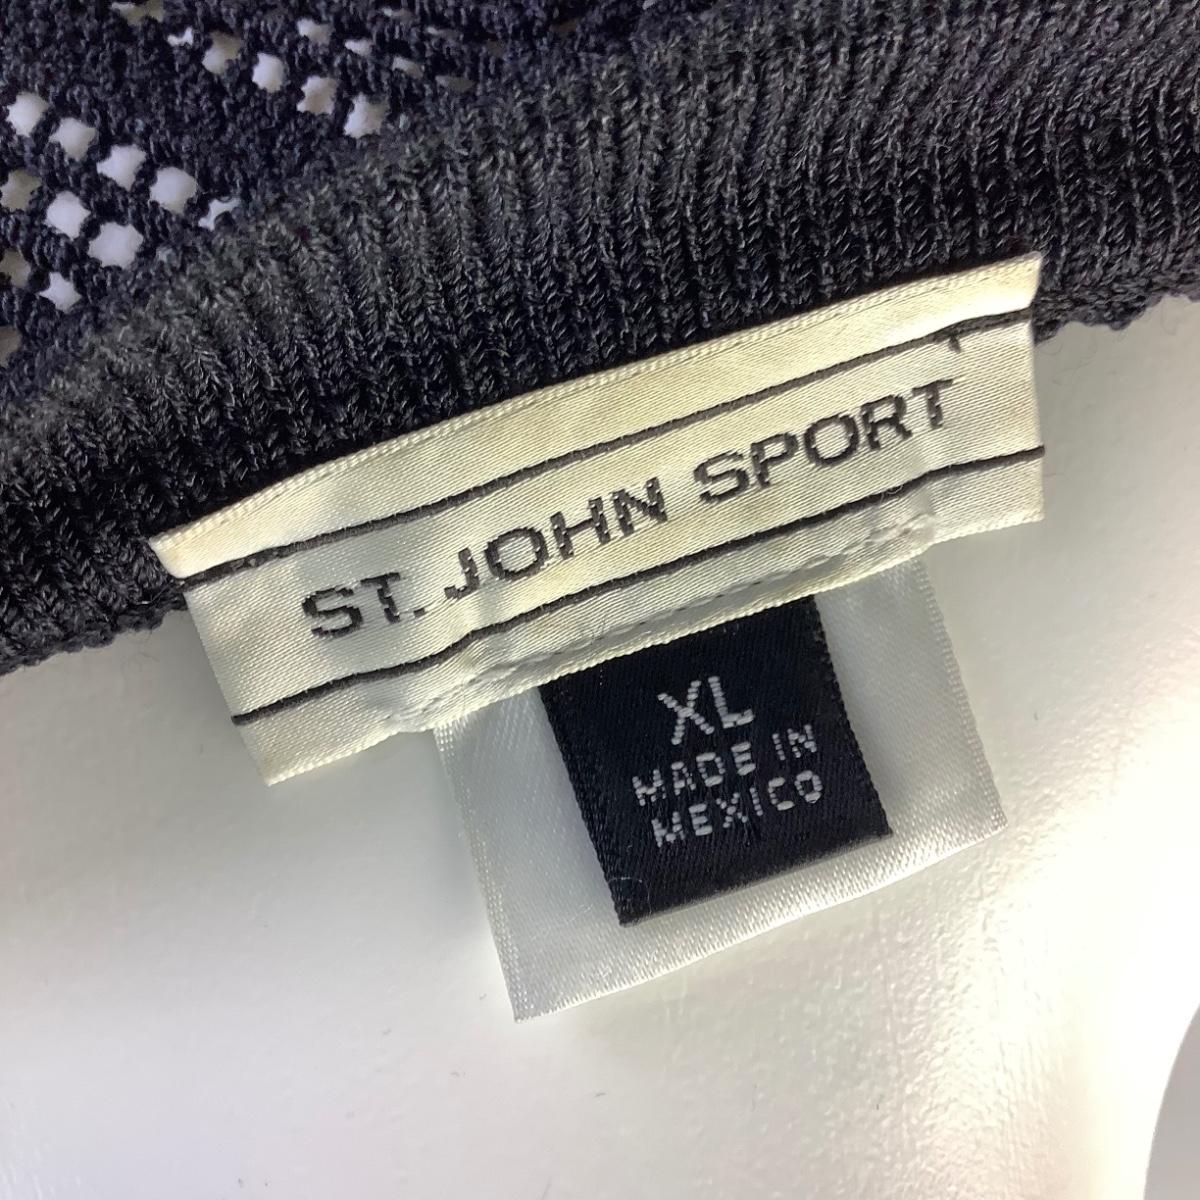 ST. JOHN SPORT
XL
MADE IN
MEXICO